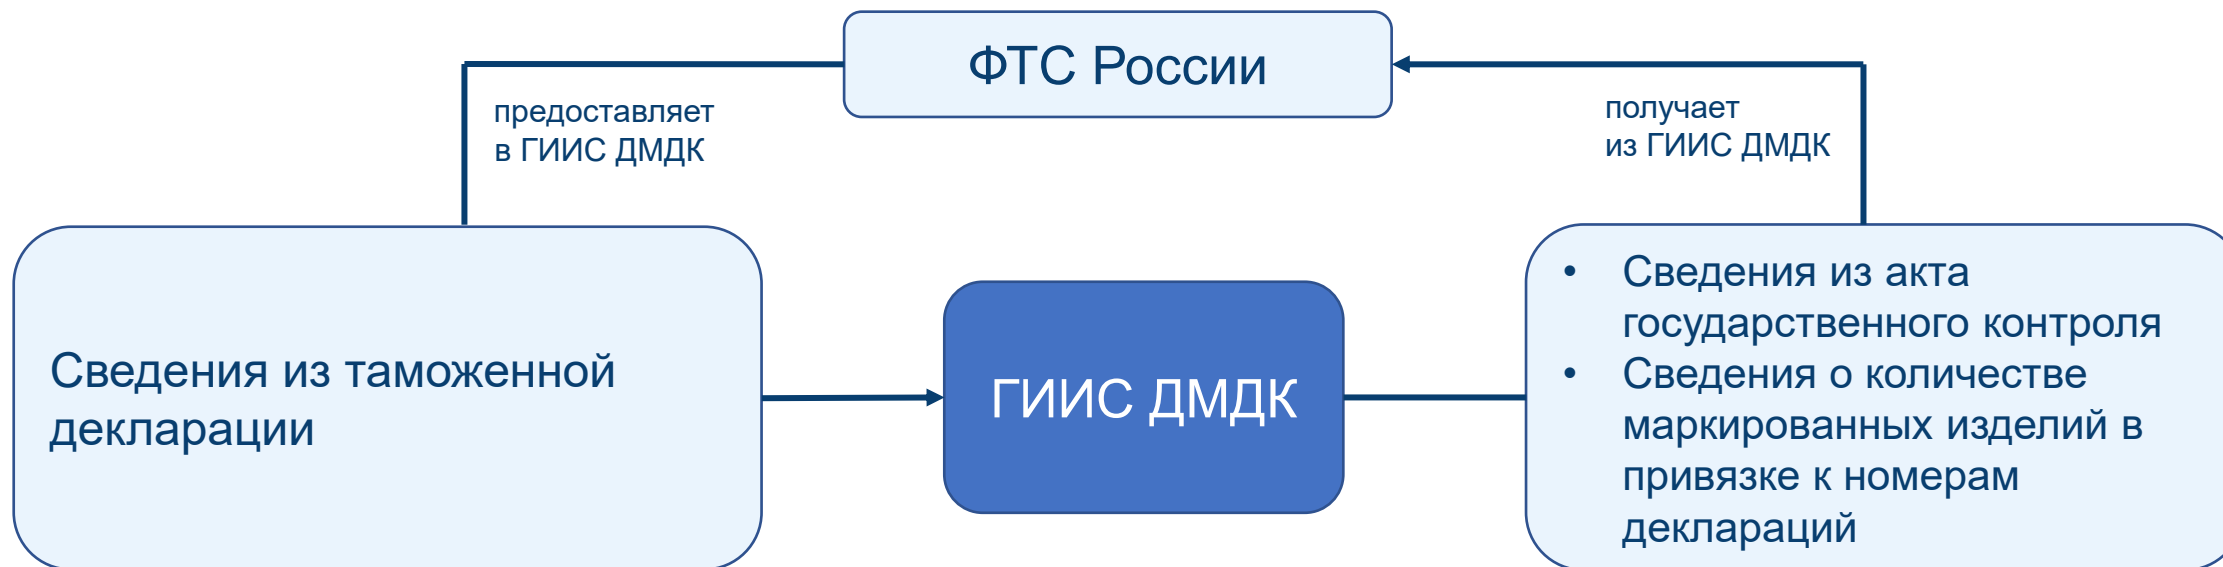 ФТС России
предоставляет
в ГИИС ДМДК
получает
из ГИИС ДМДК
Сведения из таможенной
декларации
ГИИС ДМДК
• Сведения из акта
государственного контроля
• Сведения о количестве
маркированных изделий в
привязке к номерам
деклараций